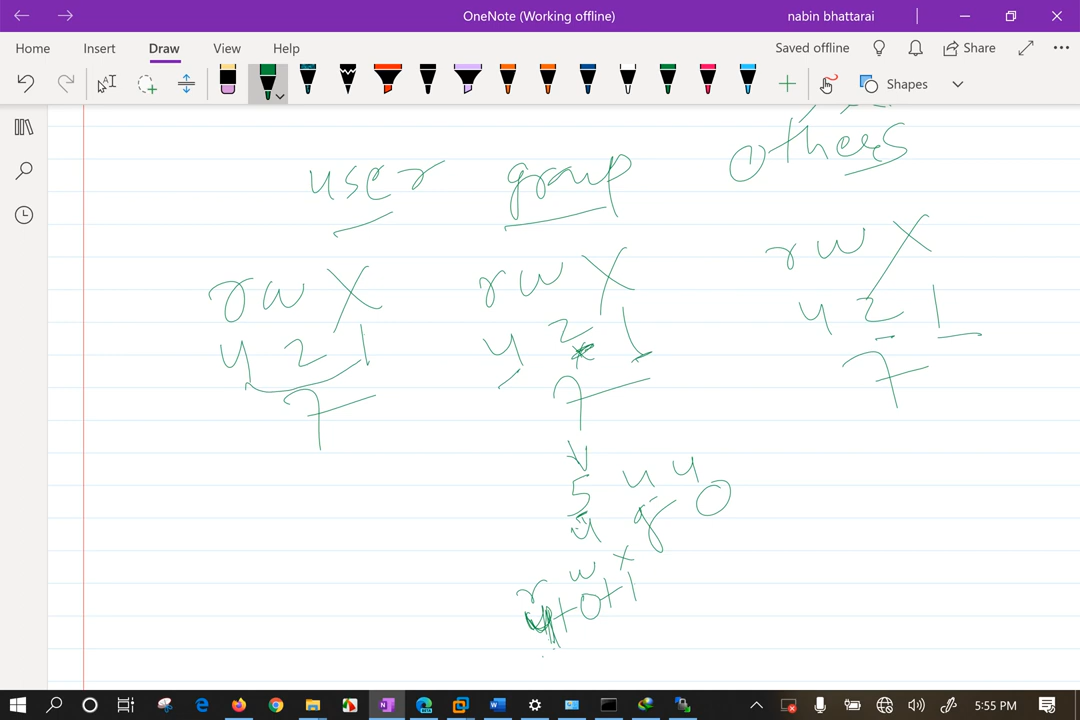 OneNote (Working offline)
nabin bhattarai
Home Insert Draw View Help
Saved offline
Share
Shapes
others
user group
r w x r w x r w x
4 2 1 4 2 1 4 2 1
7 7 7
5 4 4
u g o
r w x
4+0+1
5:55 PM